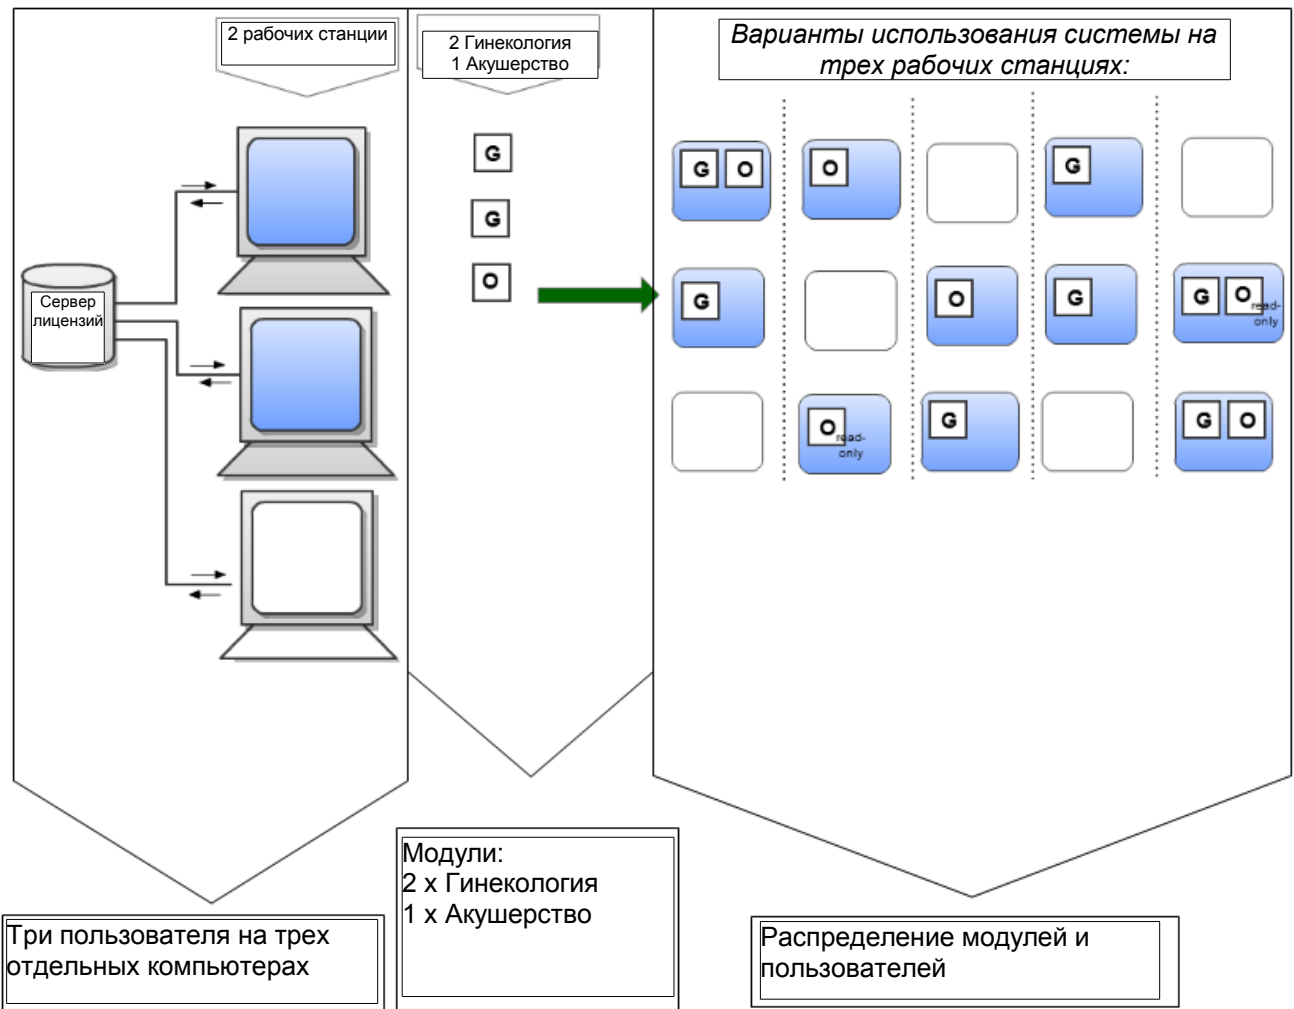 2 рабочих станции
2 Гинекология
1 Акушерство
Варианты использования системы на
трех рабочих станциях:
G
G
O
Сервер
лицензий
G O
O
G
G
O
G
G O
read-
only
O
read-
only
G
G O
Модули:
2 x Гинекология
1 x Акушерство
Три пользователя на трех
отдельных компьютерах
Распределение модулей и
пользователей